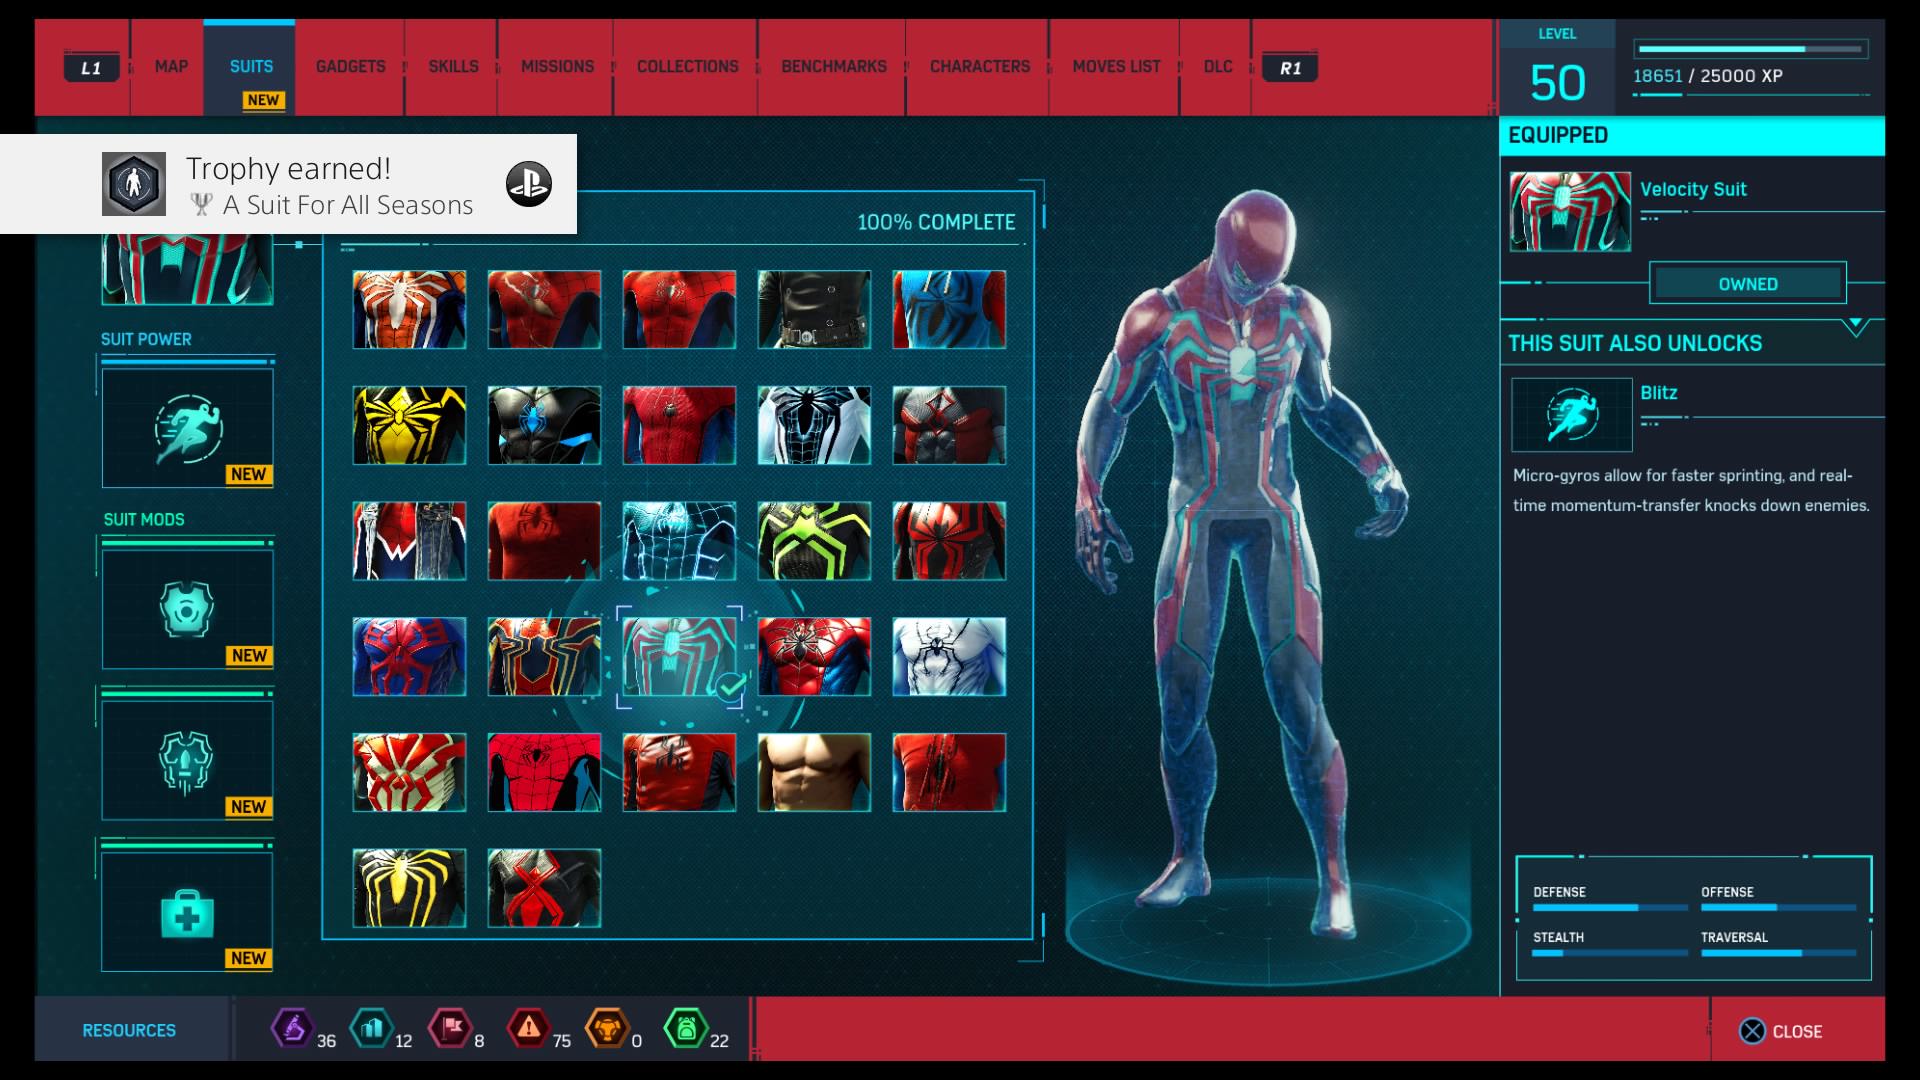 L1
MAP
SUITS
NEW
GADGETS
SKILLS
MISSIONS
COLLECTIONS
BENCHMARKS
CHARACTERS
MOVES LIST
DLC
R1
LEVEL
50
18651 / 25000 XP
Trophy earned!
A Suit For All Seasons
100% COMPLETE
SUIT POWER
NEW
SUIT MODS
NEW
NEW
NEW
EQUIPPED
Velocity Suit
OWNED
THIS SUIT ALSO UNLOCKS
Blitz
Micro-gyros allow for faster sprinting, and real-
time momentum-transfer knocks down enemies.
DEFENSE
OFFENSE
STEALTH
TRAVERSAL
RESOURCES
36
12
8
75
0
22
CLOSE